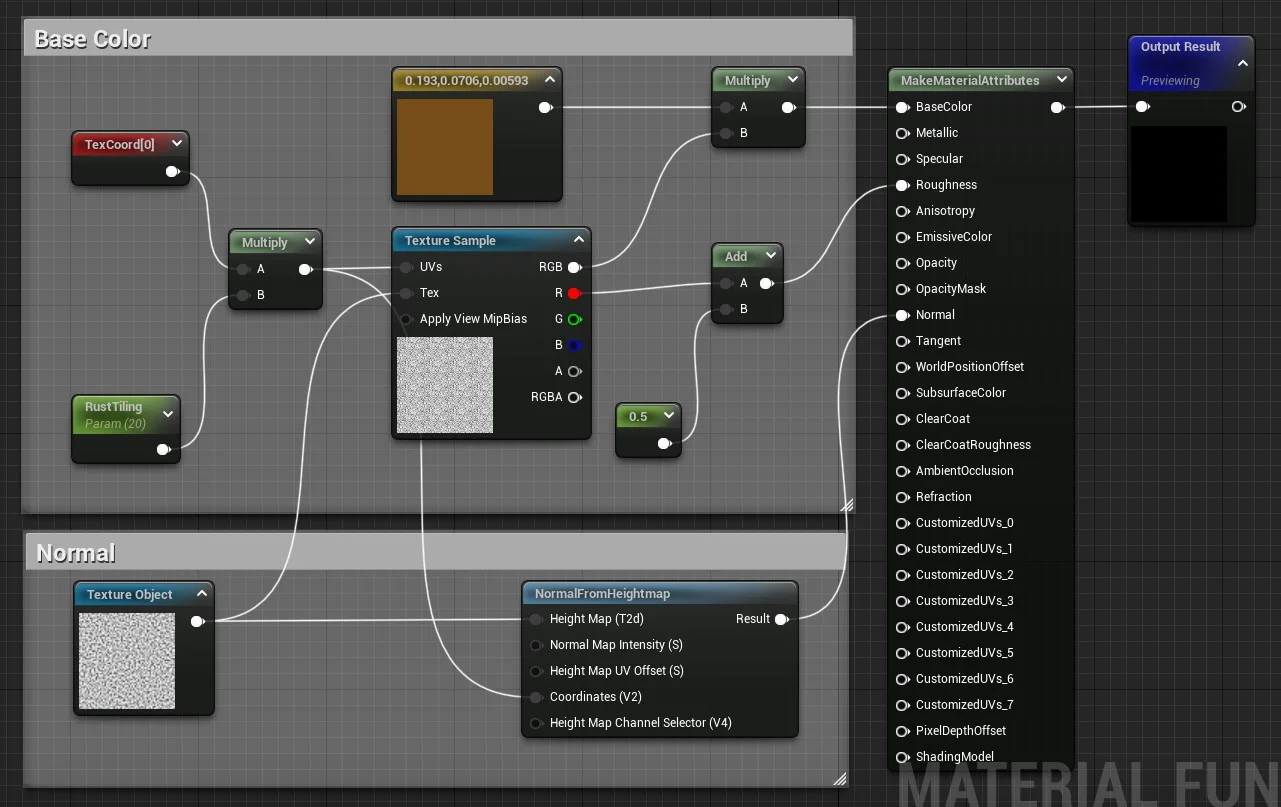 Base Color
TexCoord[0]
Multiply
A
B
RustTiling
Param (20)
0.193,0.0706,0.00593
Texture Sample
UVs
RGB
Tex
R
Apply View MipBias
G
B
A
RGBA
Multiply
A
B
Add
A
B
0.5
Normal
Texture Object
NormalFromHeightmap
Height Map (T2d)
Result
Normal Map Intensity (S)
Height Map UV Offset (S)
Coordinates (V2)
Height Map Channel Selector (V4)
MakeMaterialAttributes
BaseColor
Metallic
Specular
Roughness
Anisotropy
EmissiveColor
Opacity
OpacityMask
Normal
Tangent
WorldPositionOffset
SubsurfaceColor
ClearCoat
ClearCoatRoughness
AmbientOcclusion
Refraction
CustomizedUVs_0
CustomizedUVs_1
CustomizedUVs_2
CustomizedUVs_3
CustomizedUVs_4
CustomizedUVs_5
CustomizedUVs_6
CustomizedUVs_7
PixelDepthOffset
ShadingModel
Output Result
Previewing
MATERIAL FUN